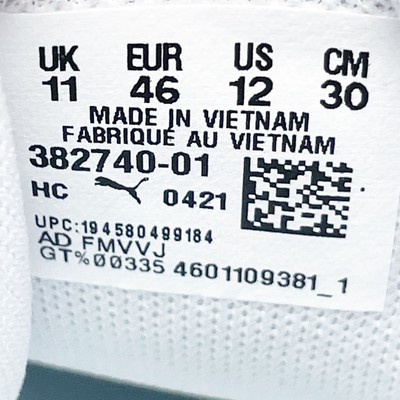 UK EUR US CM
11 46 12 30
MADE IN VIETNAM
FABRIQUÉ AU VIETNAM
382740-01
HC 0421
UPC:194580499184
AD FMVVJ
GT%00335 4601109381_1